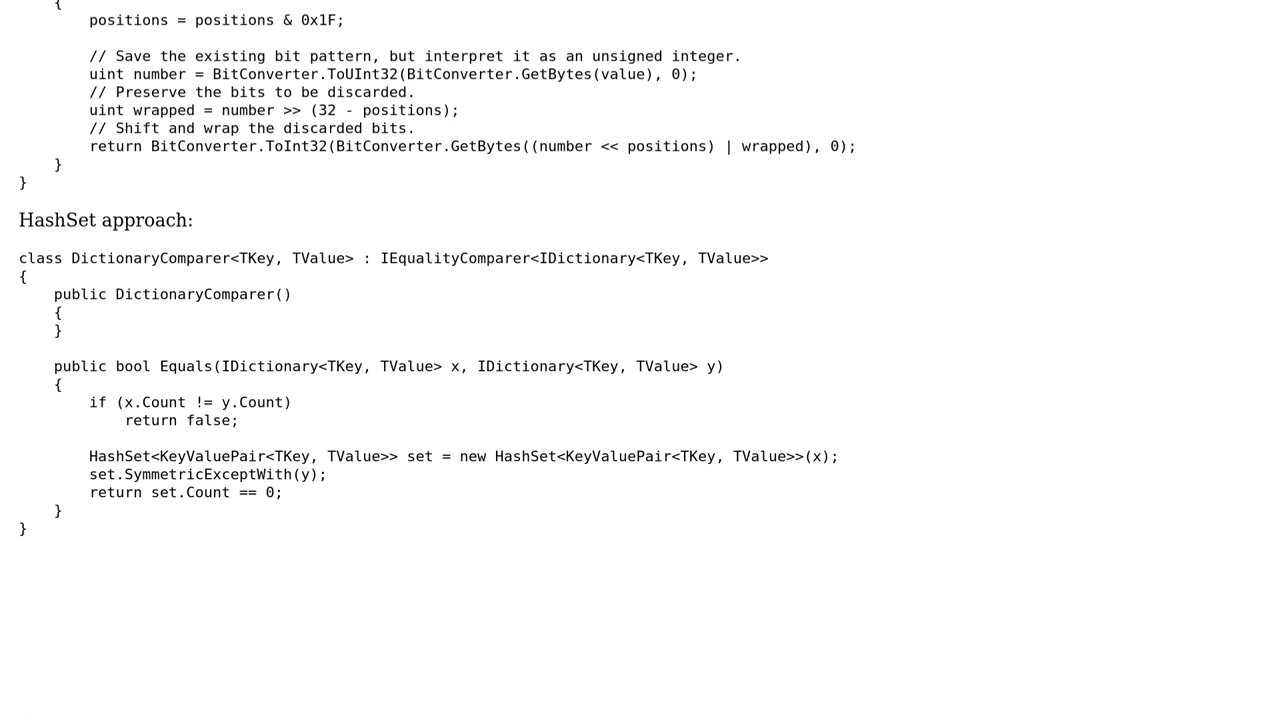 {
        positions = positions & 0x1F;

        // Save the existing bit pattern, but interpret it as an unsigned integer.
        uint number = BitConverter.ToUInt32(BitConverter.GetBytes(value), 0);
        // Preserve the bits to be discarded.
        uint wrapped = number >> (32 - positions);
        // Shift and wrap the discarded bits.
        return BitConverter.ToInt32(BitConverter.GetBytes((number << positions) | wrapped), 0);
    }
}
HashSet approach:
class DictionaryComparer<TKey, TValue> : IEqualityComparer<IDictionary<TKey, TValue>>
{
    public DictionaryComparer()
    {
    }

    public bool Equals(IDictionary<TKey, TValue> x, IDictionary<TKey, TValue> y)
    {
        if (x.Count != y.Count)
            return false;

        HashSet<KeyValuePair<TKey, TValue>> set = new HashSet<KeyValuePair<TKey, TValue>>(x);
        set.SymmetricExceptWith(y);
        return set.Count == 0;
    }
}